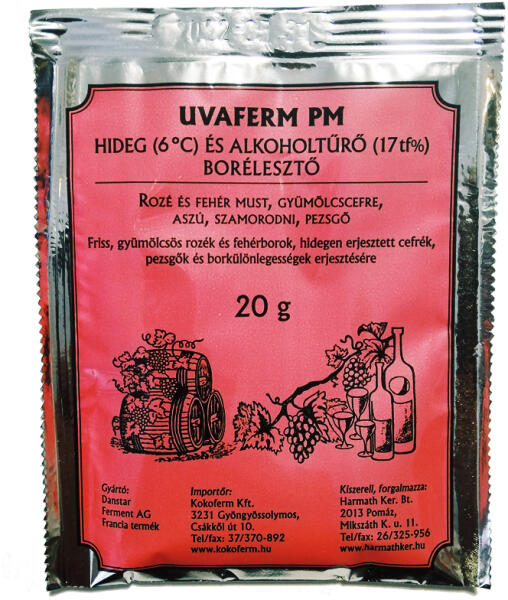 2022-05-31
UVAFERM PM
HIDEG (6°C) ÉS ALKOHOLTŰRŐ (17tf%)
BORÉLESZTŐ
ROZÉ ÉS FEHÉR MUST, GYÜMÖLCSCEFRE,
ASZÚ, SZAMORODNI, PEZSGŐ
Friss, gyümölcsös rozék és fehérborok, hidegen erjesztett cefrék,
pezsgők és borkülönlegességek erjesztésére
20 g
Gyártó:
Danstar
Ferment AG
Francia termék
Importőr:
Kokoferm Kft.
3231 Gyöngyössolymos,
Csákkői út 10.
Tel/fax: 37/370-892
www.kokoferm.hu
Kiszereli, forgalmazza:
Harmath Ker. Bt.
2013 Pomáz,
Mikszáth K. u. 11.
Tel/fax: 26/325-956
www.harmathker.hu